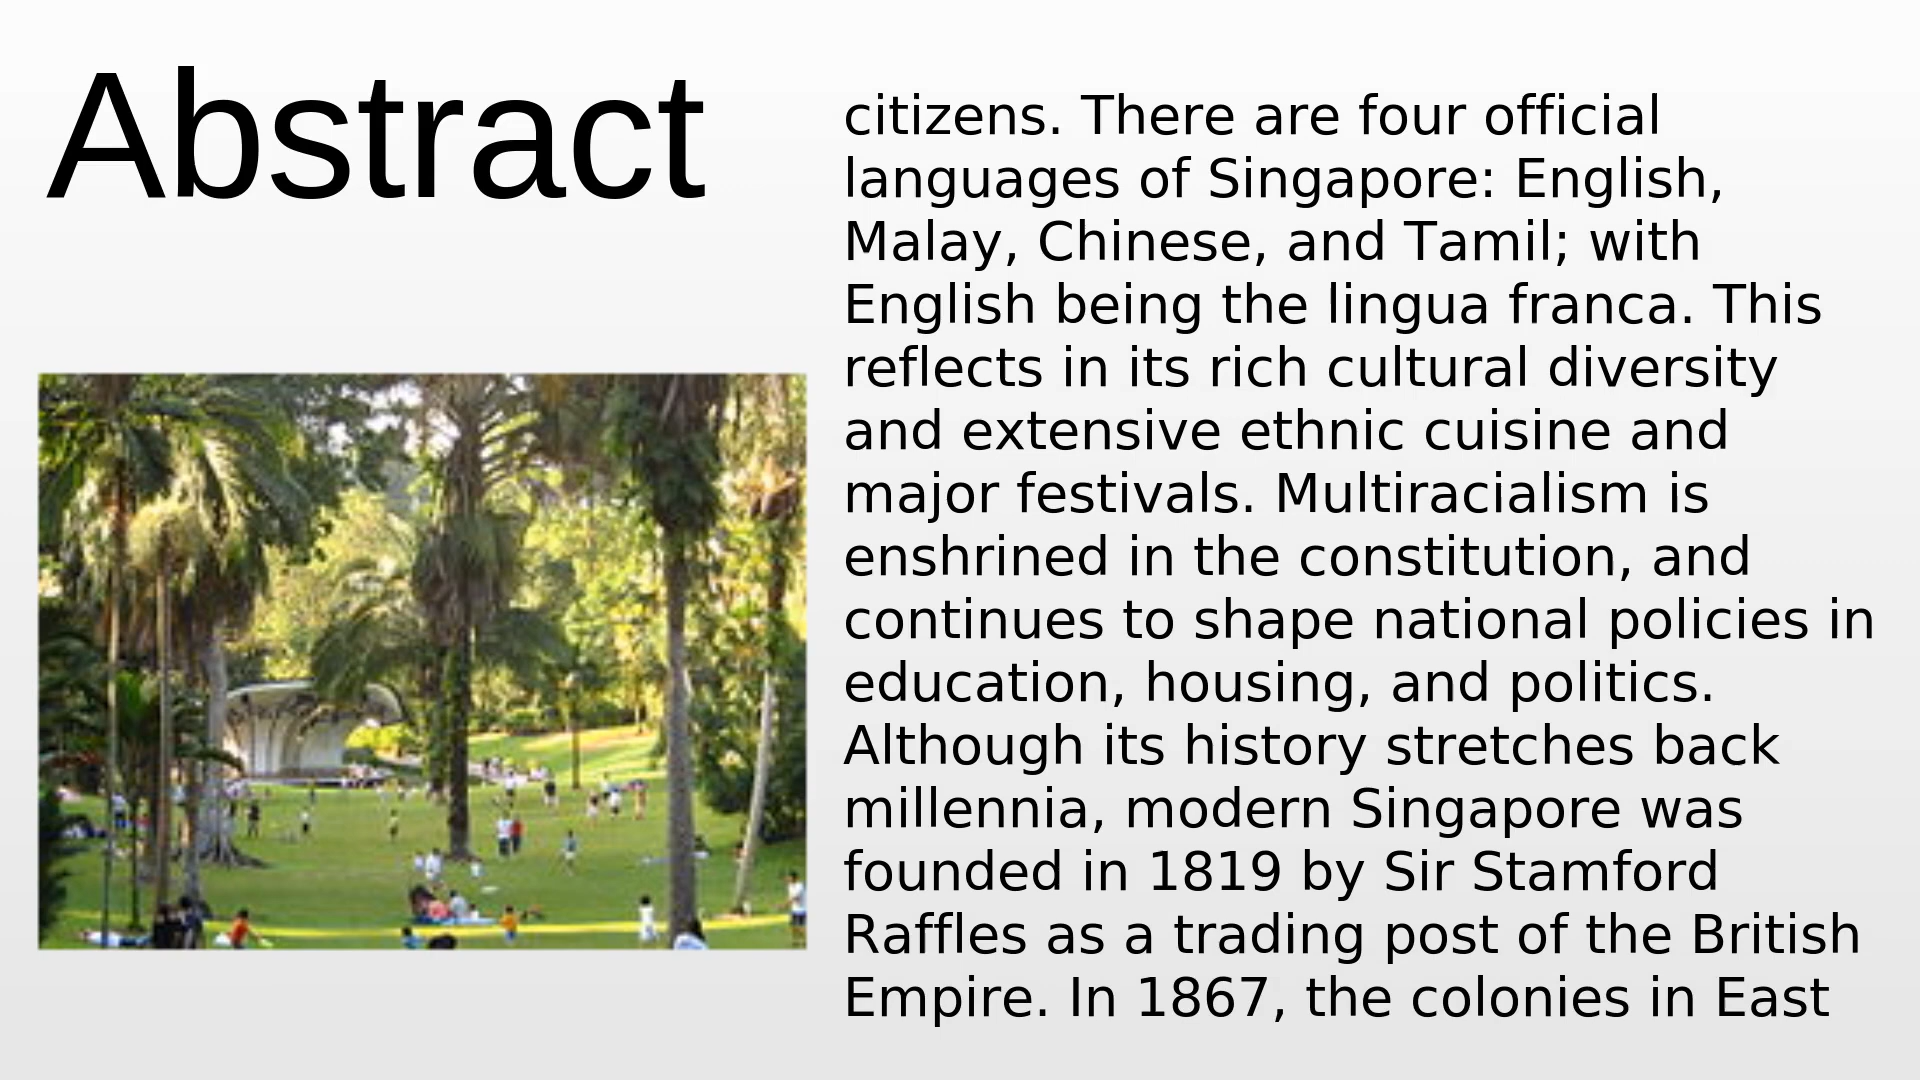 Abstract
citizens. There are four official
languages of Singapore: English,
Malay, Chinese, and Tamil; with
English being the lingua franca. This
reflects in its rich cultural diversity
and extensive ethnic cuisine and
major festivals. Multiracialism is
enshrined in the constitution, and
continues to shape national policies in
education, housing, and politics.
Although its history stretches back
millennia, modern Singapore was
founded in 1819 by Sir Stamford
Raffles as a trading post of the British
Empire. In 1867, the colonies in East